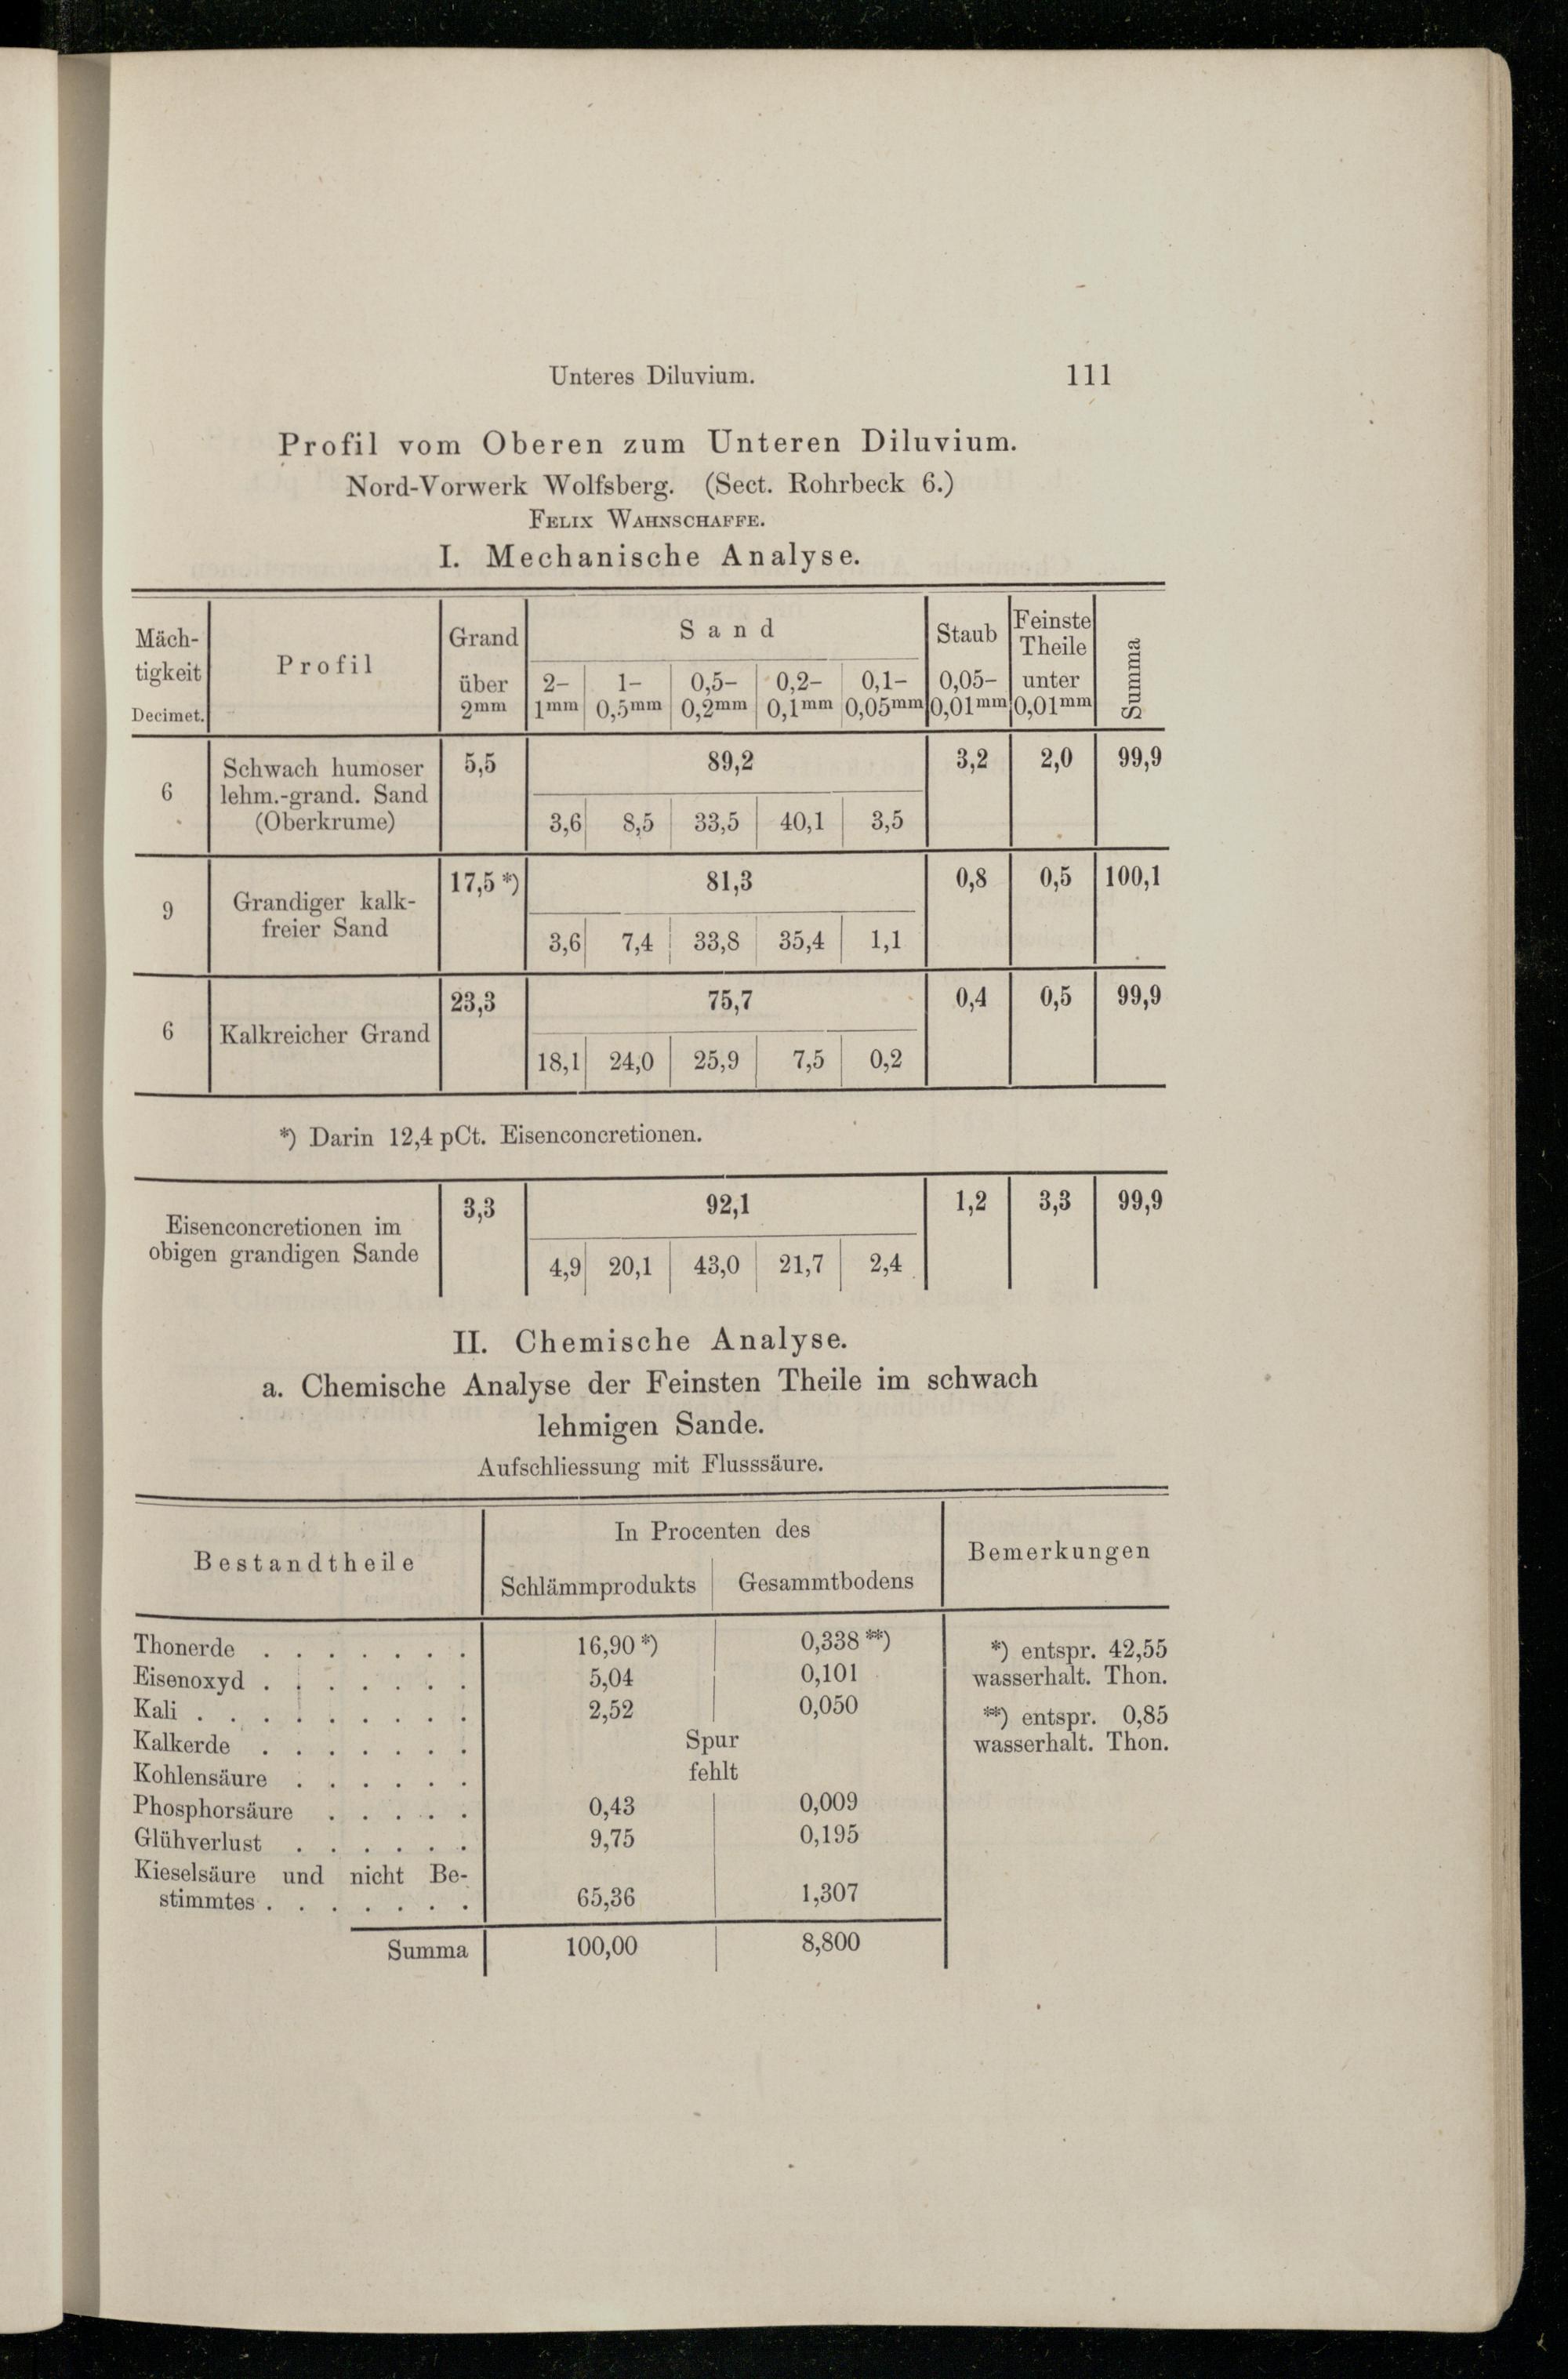 Unteres Diluvium. 111
Profil vom Oberen zum Unteren Diluvium.
Nord-Vorwerk Wolfsberg. (Sect. Rohrbeck 6.)
FELIX WAHNSCHAFFE.
I. Mechanische Analyse.
Mäch- Profil Grand Sand Staub Feinste Summa
tigkeit Theile
über 2- 1- 0,5- 0,2- 0,1- 0,05- unter
Decimet. 2mm 1mm 0,5mm 0,2mm 0,1mm 0,05mm 0,01mm 0,01mm
Schwach humoser 5,5 89,2 3,2 2,0 99,9
6 lehm.-grand. Sand
(Oberkrume) 3,6 8,5 33,5 40,1 3,5
17,5*) 81,3 0,8 0,5 100,1
9 Grandiger kalk-
freier Sand 3,6 7,4 33,8 35,4 1,1
23,3 75,7 0,4 0,5 99,9
6 Kalkreicher Grand
18,1 24,0 25,9 7,5 0,2
*) Darin 12,4 pCt. Eisenconcretionen.
3,3 92,1 1,2 3,3 99,9
Eisenconcretionen im
obigen grandigen Sande 4,9 20,1 43,0 21,7 2,4
II. Chemische Analyse.
a. Chemische Analyse der Feinsten Theile im schwach
lehmigen Sande.
Aufschliessung mit Flusssäure.
In Procenten des
Bestandtheile Bemerkungen
Schlämmprodukts Gesammtbodens
Thonerde . . . . . . . 16,90*) 0,338**) *) entspr. 42,55
Eisenoxyd . . . . . . . 5,04 0,101 wasserhalt. Thon.
Kali . . . . . . . . . 2,52 0,050 **) entspr. 0,85
Kalkerde . . . . . . . Spur wasserhalt. Thon.
Kohlensäure . . . . . . fehlt
Phosphorsäure . . . . . 0,43 0,009
Glühverlust . . . . . . 9,75 0,195
Kieselsäure und nicht Be-
stimmtes . . . . . . . 65,36 1,307
Summa 100,00 8,800